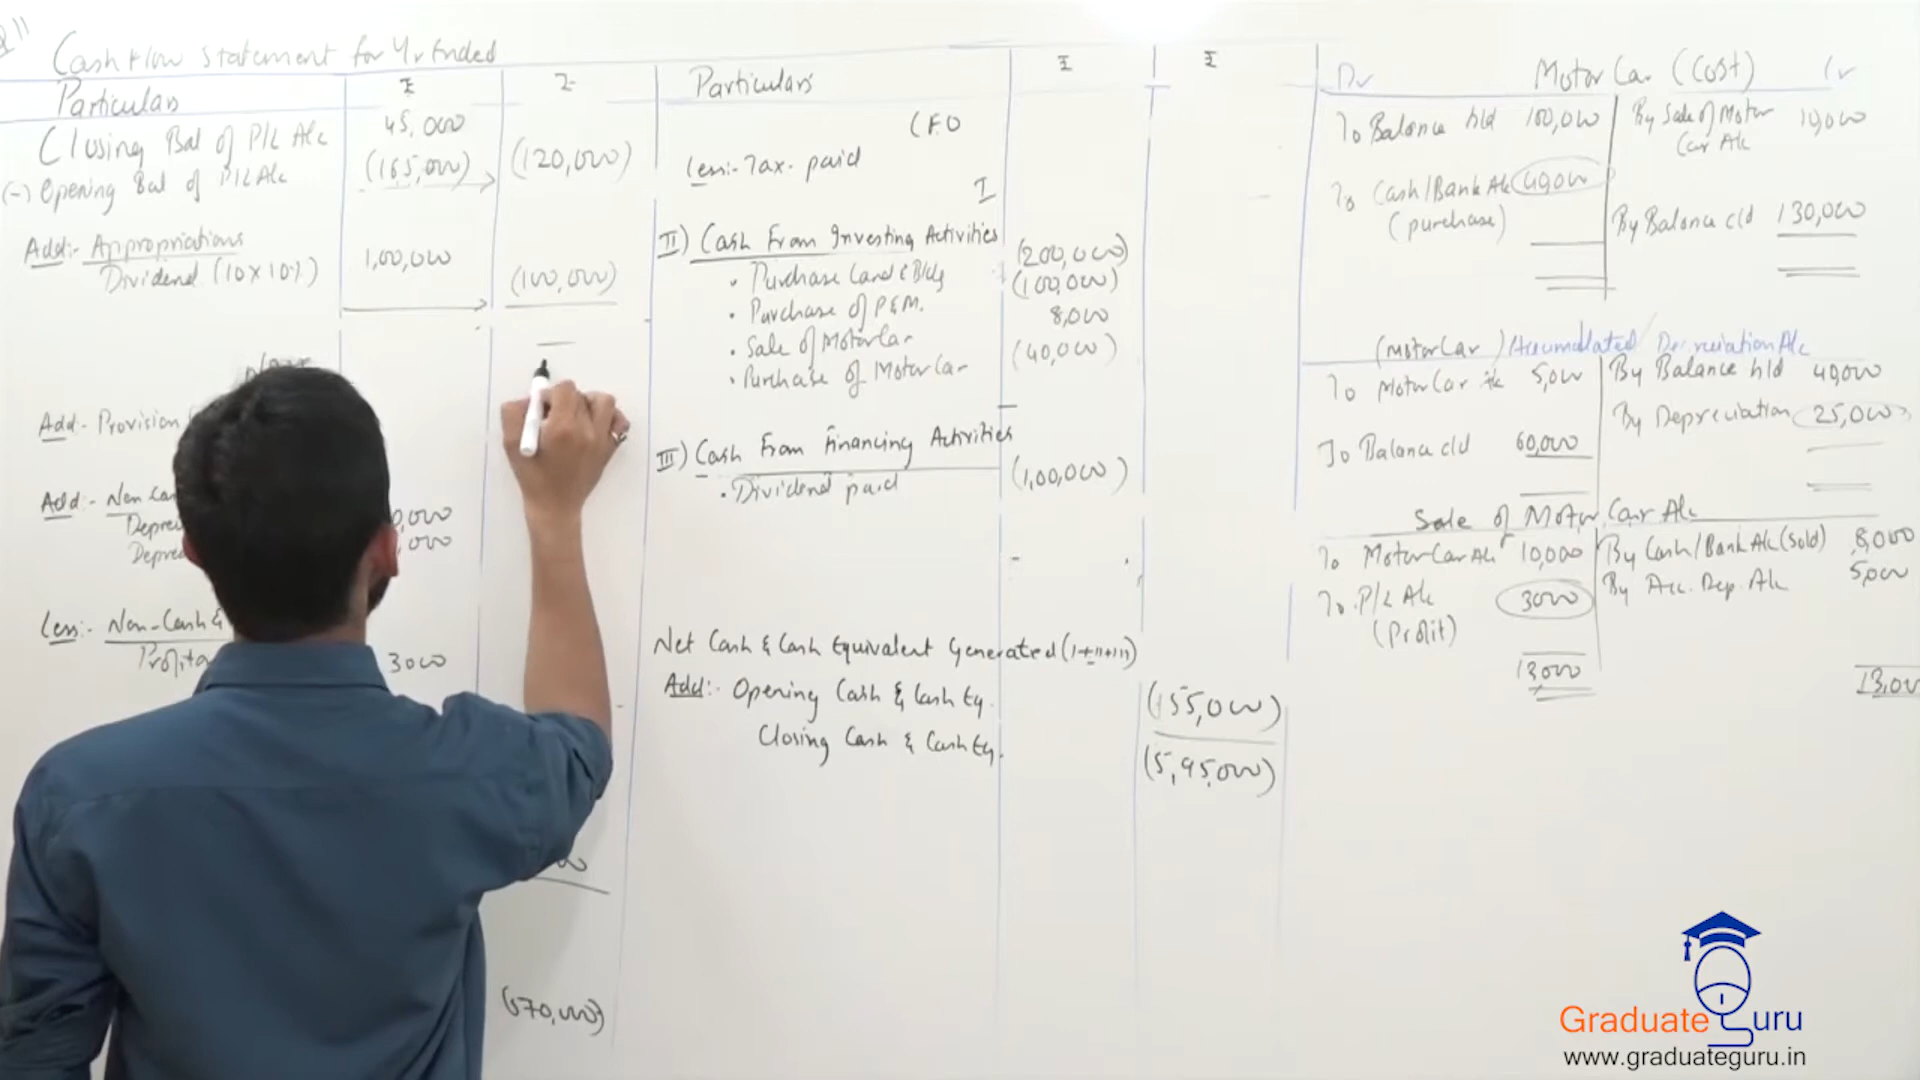 Cash Flow Statement for Yr Ended
Particulars ₹ ₹
Closing Bal of P/L A/c 45,000
(-) Opening Bal of P/L A/c (165,000) (120,000)
Add:- Appropriations
Dividend (10 x 10%) 1,00,000 (100,000)
Add:- Provision
Add:- Non
Less:- Non-Cash &
3000
(670,000)
Particulars ₹ ₹
CFO
Less:- Tax paid
I
II) Cash From Investing Activities
• Purchase Land & Bldg (200,000)
• Purchase of P&M. (100,000)
• Sale of Motor Car 8,000
• Purchase of Motor Car (40,000)
III) Cash From Financing Activities
• Dividend paid (1,00,000)
Net Cash & Cash Equivalent Generated (I+II+III)
Add:- Opening Cash & Cash Eq. (155,000)
Closing Cash & Cash Eq. (5,95,000)
Dr Motor Car (Cost) Cr
To Balance b/d 100,000 By Sale of Motor Car A/c 10,000
To Cash/Bank A/c (purchase) 40,000 By Balance c/d 130,000
(Motor Car) Accumulated Depreciation A/c
To Motor Car A/c 5,000 By Balance b/d 40,000
To Balance c/d 60,000 By Depreciation 25,000
Sale of Motor Car A/c
To Motor Car A/c 10,000 By Cash/Bank A/c (Sold) 8,000
To P/L A/c (Profit) 3000 By Acc. Dep. A/c 5,000
13000 13,00
Graduate Guru
www.graduateguru.in